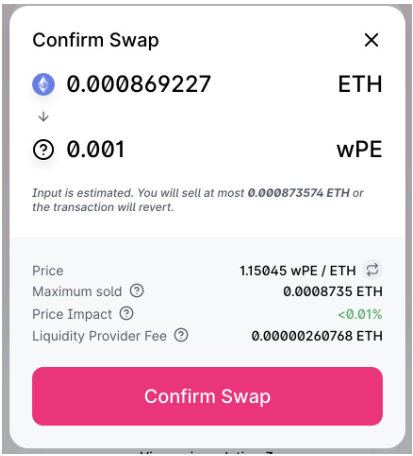 Confirm Swap
0.000869227 ETH
0.001 wPE
Input is estimated. You will sell at most 0.000873574 ETH or
the transaction will revert.
Price 1.15045 wPE / ETH
Maximum sold ? 0.0008735 ETH
Price Impact ? <0.01%
Liquidity Provider Fee ? 0.00000260768 ETH
Confirm Swap